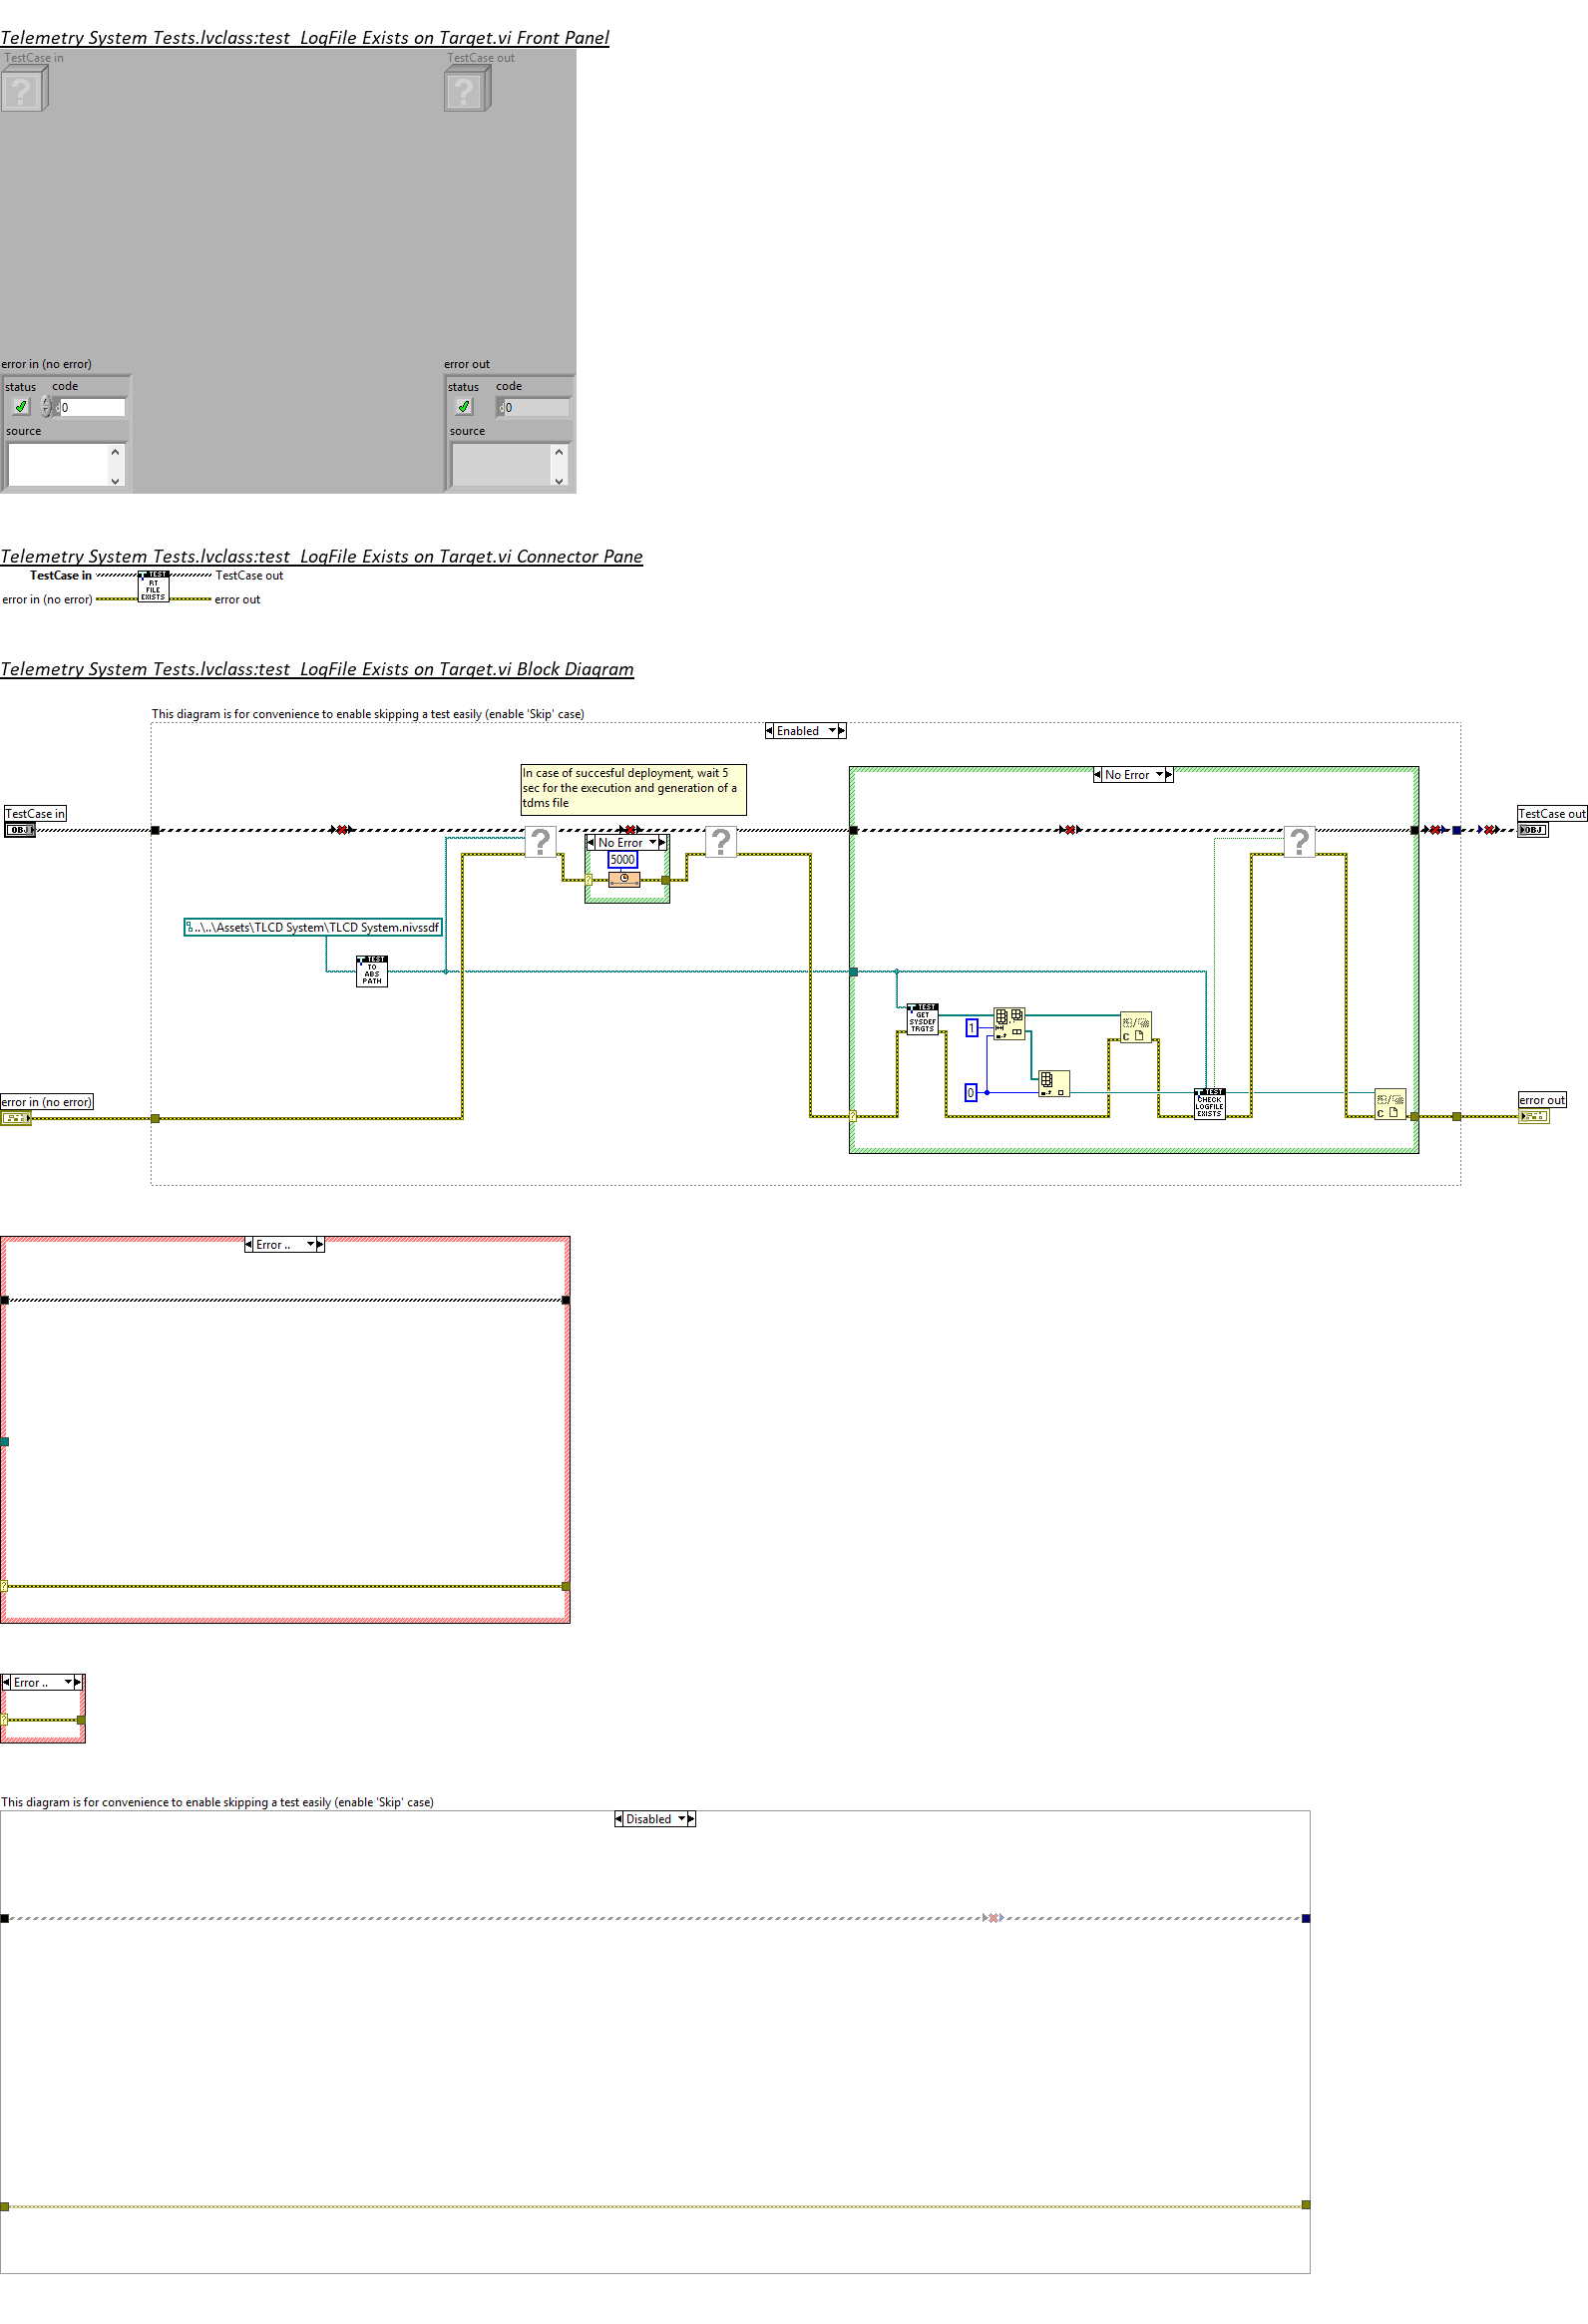 Telemetry System Tests.lvclass:test LogFile Exists on Target.vi Front Panel
TestCase in
TestCase out
? ?
error in (no error)
error out
status code
status code
0
0
source
source
Telemetry System Tests.lvclass:test LogFile Exists on Target.vi Connector Pane
TestCase in
TEST
RT
FILE
EXISTS
TestCase out
error in (no error)
error out
Telemetry System Tests.lvclass:test LogFile Exists on Target.vi Block Diagram
This diagram is for convenience to enable skipping a test easily (enable 'Skip' case)
Enabled
In case of succesful deployment, wait 5
sec for the execution and generation of a
tdms file
No Error
TestCase in
OBJ
TestCase out
OBJ
? ? ?
No Error
5000
?
..\..\Assets\TLCD System\TLCD System.nivssdf
TEST
TO
ABS
PATH
TEST
GET
SYSDEF
TRGTS
1
0
C
TEST
CHECK
LOGFILE
EXISTS
C
error in (no error)
?
error out
Error ..
?
Error ..
?
This diagram is for convenience to enable skipping a test easily (enable 'Skip' case)
Disabled